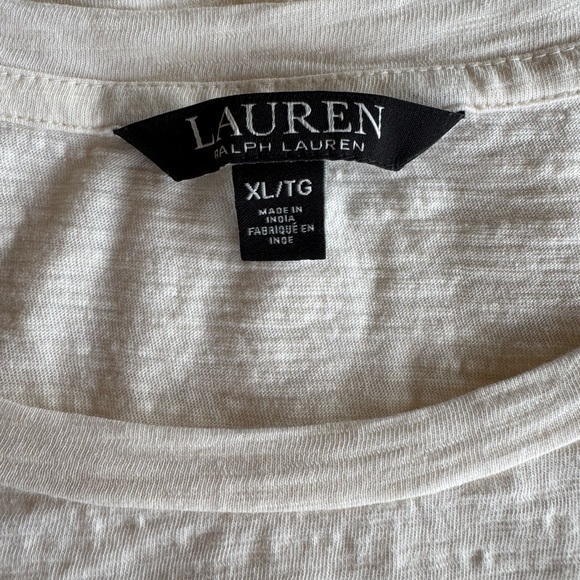 LAUREN
RALPH LAUREN
XL/TG
MADE IN
INDIA
FABRIQUÉ EN
INDE